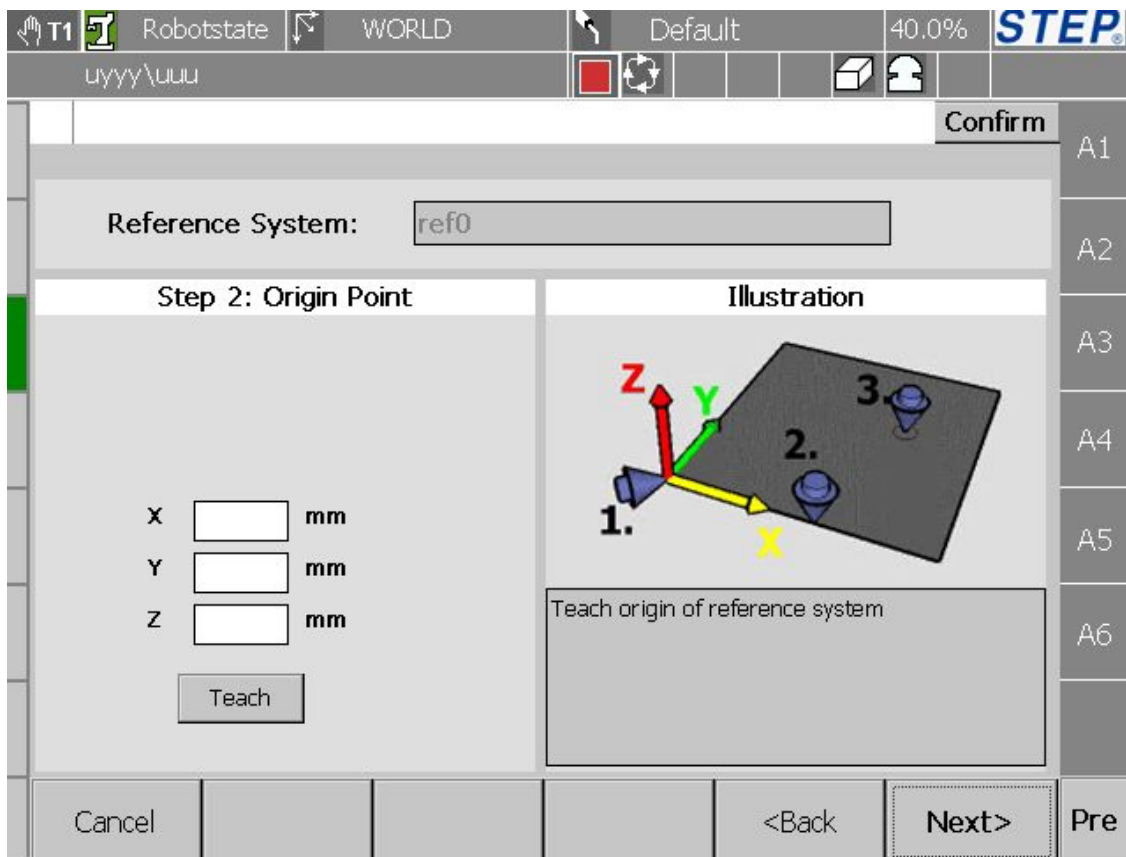 T1 Robotstate WORLD Default 40.0% STEP®
uyyy\uuu
Confirm
A1
Reference System: ref0
A2
Step 2: Origin Point
Illustration
A3
Z
Y
3.
A4
2.
1.
X
X mm
Y mm
Z mm
A5
Teach origin of reference system
A6
Teach
Cancel
<Back
Next>
Pre